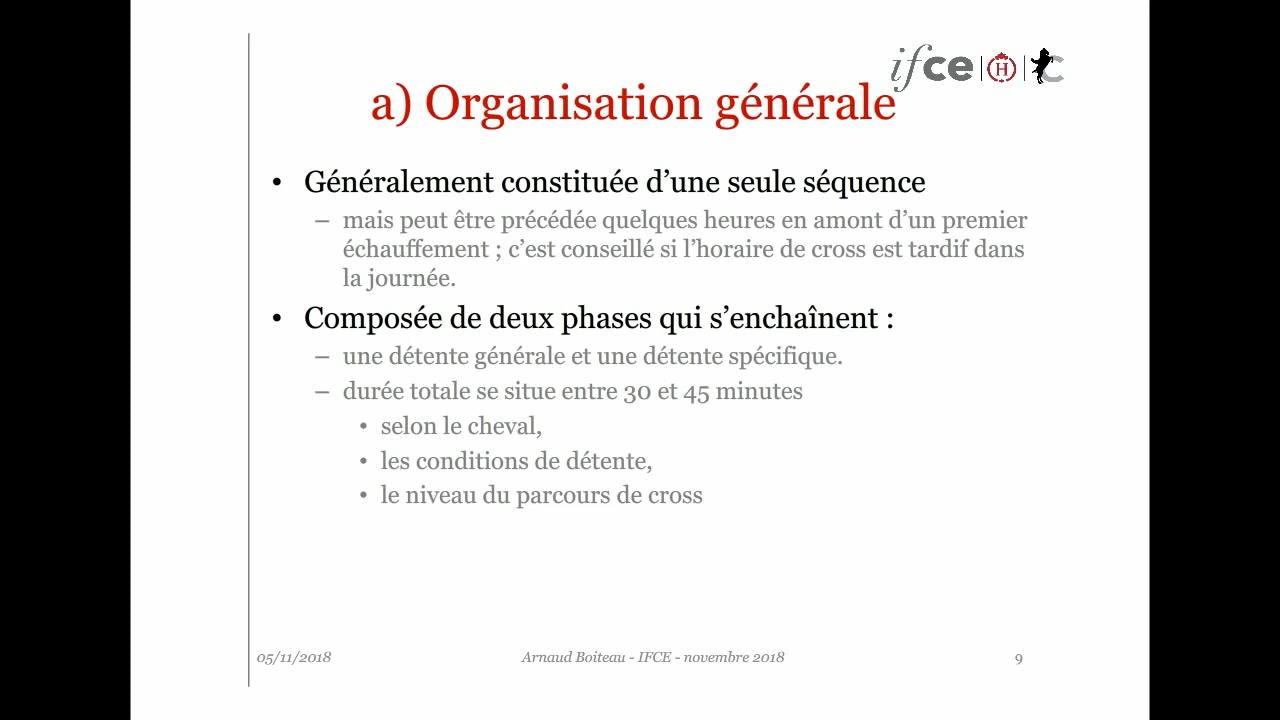 ifce | H | C
a) Organisation générale
• Généralement constituée d’une seule séquence
– mais peut être précédée quelques heures en amont d’un premier
échauffement ; c’est conseillé si l’horaire de cross est tardif dans
la journée.
• Composée de deux phases qui s’enchaînent :
– une détente générale et une détente spécifique.
– durée totale se situe entre 30 et 45 minutes
• selon le cheval,
• les conditions de détente,
• le niveau du parcours de cross
05/11/2018 Arnaud Boiteau - IFCE - novembre 2018 9